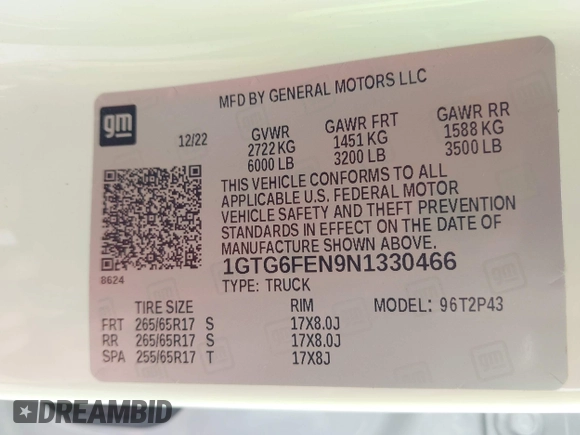 MFD BY GENERAL MOTORS LLC
gm
12/22
GVWR GAWR FRT GAWR RR
2722 KG 1451 KG 1588 KG
6000 LB 3200 LB 3500 LB
THIS VEHICLE CONFORMS TO ALL
APPLICABLE U.S. FEDERAL MOTOR
VEHICLE SAFETY AND THEFT PREVENTION
STANDARDS IN EFFECT ON THE DATE OF
MANUFACTURE SHOWN ABOVE.
8624
1GTG6FEN9N1330466
TYPE: TRUCK
TIRE SIZE RIM MODEL: 96T2P43
FRT 265/65R17 S 17X8.0J
RR 265/65R17 S 17X8.0J
SPA 255/65R17 T 17X8J
DREAMBID